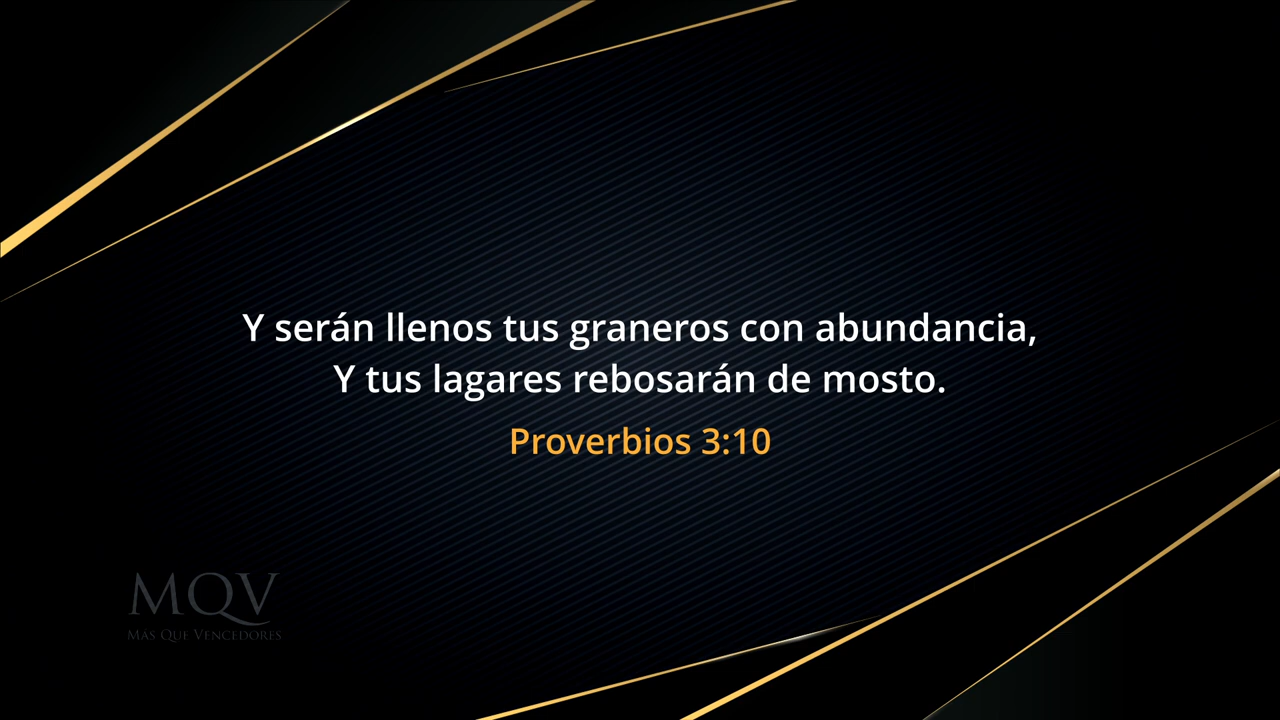 Y serán llenos tus graneros con abundancia,
Y tus lagares rebosarán de mosto.
Proverbios 3:10
MQV
MÁS QUE VENCEDORES